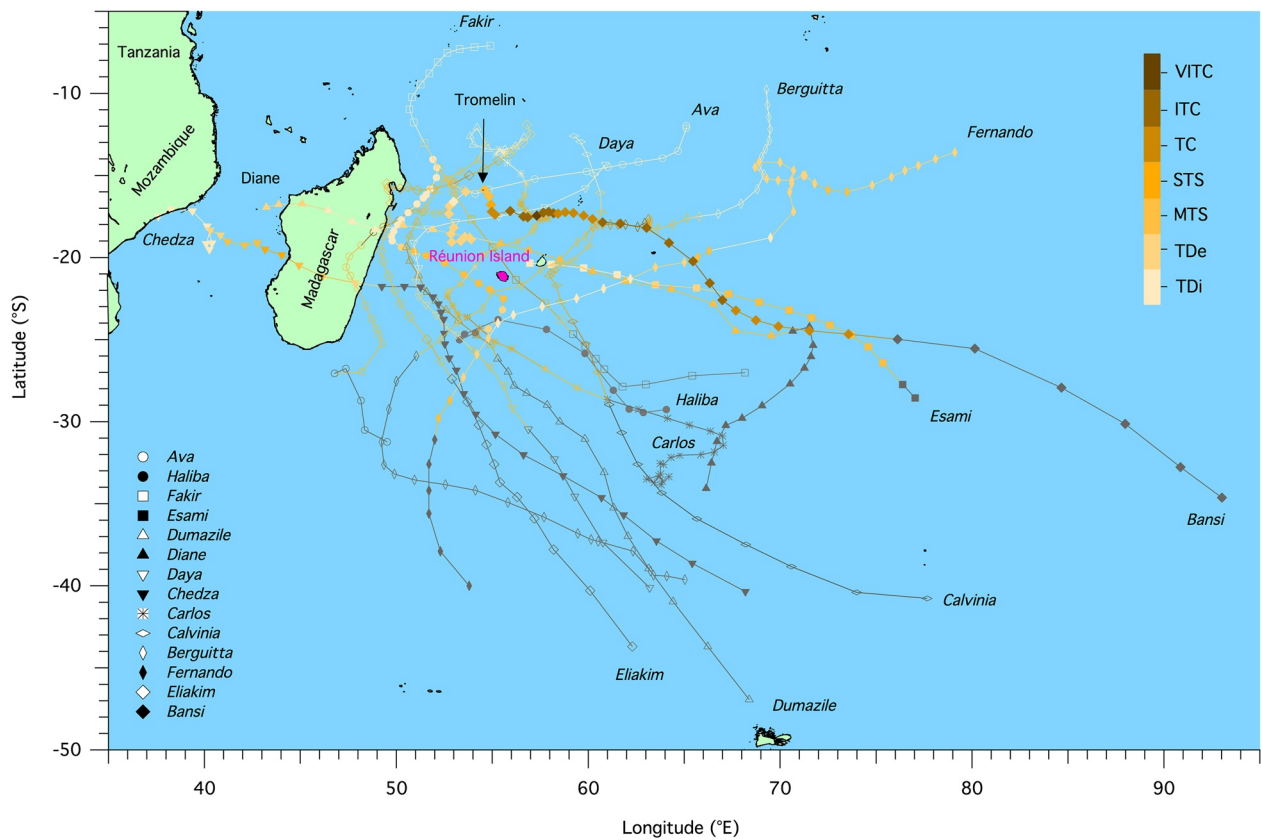 Fakir
Tanzania
VITC
Berguitta
-10
Tromelin
Ava
ITC
Fernando
Daya
TC
Mozambique
Diane
STS
MTS
Chedza
TDe
Réunion Island
-20
Madagascar
TDi
Latitude (°S)
Haliba
Esami
-30
Carlos
Ava
Haliba
Fakir
Esami
Bansi
Dumazile
Diane
Daya
-40
Chedza
Calvinia
Carlos
Calvinia
Berguitta
Fernando
Eliakim
Eliakim
Dumazile
Bansi
-50
40
50
60
70
80
90
Longitude (°E)